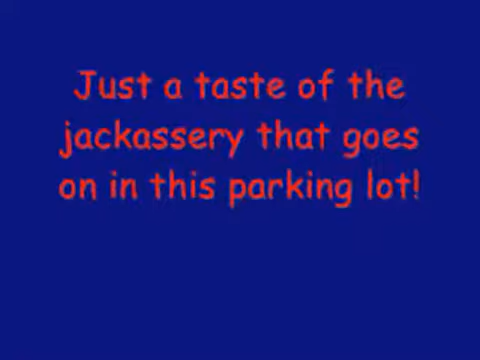 Just a taste of the
jackassery that goes
on in this parking lot!